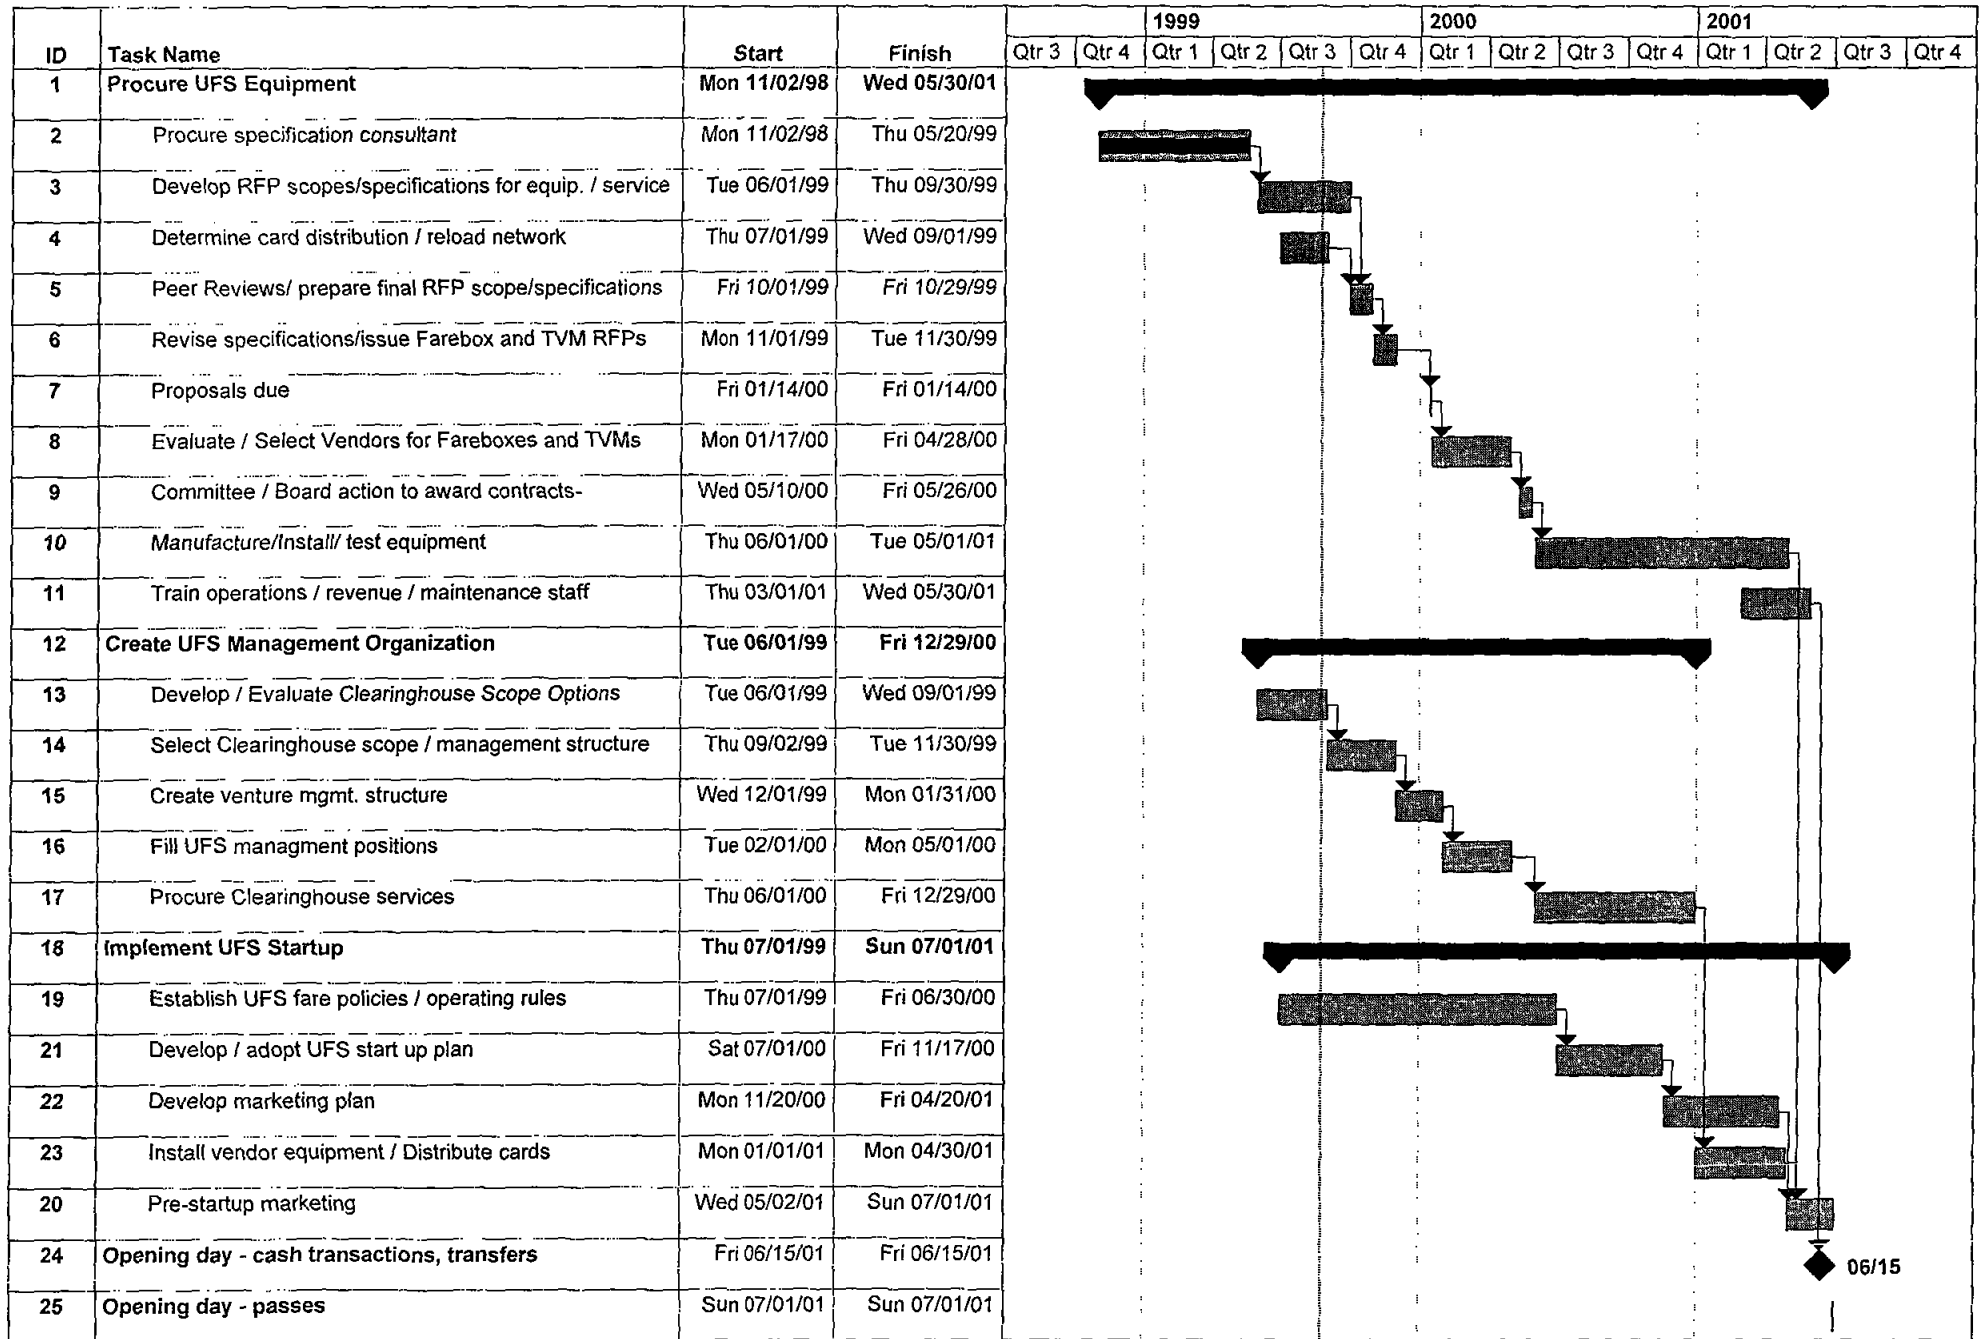 1999 2000 2001
ID Task Name Start Finish Qtr 3 Qtr 4 Qtr 1 Qtr 2 Qtr 3 Qtr 4 Qtr 1 Qtr 2 Qtr 3 Qtr 4 Qtr 1 Qtr 2 Qtr 3 Qtr 4
1 Procure UFS Equipment Mon 11/02/98 Wed 05/30/01
2 Procure specification consultant Mon 11/02/98 Thu 05/20/99
3 Develop RFP scopes/specifications for equip. / service Tue 06/01/99 Thu 09/30/99
4 Determine card distribution / reload network Thu 07/01/99 Wed 09/01/99
5 Peer Reviews/ prepare final RFP scope/specifications Fri 10/01/99 Fri 10/29/99
6 Revise specifications/issue Farebox and TVM RFPs Mon 11/01/99 Tue 11/30/99
7 Proposals due Fri 01/14/00 Fri 01/14/00
8 Evaluate / Select Vendors for Fareboxes and TVMs Mon 01/17/00 Fri 04/28/00
9 Committee / Board action to award contracts- Wed 05/10/00 Fri 05/26/00
10 Manufacture/Install/ test equipment Thu 06/01/00 Tue 05/01/01
11 Train operations / revenue / maintenance staff Thu 03/01/01 Wed 05/30/01
12 Create UFS Management Organization Tue 06/01/99 Fri 12/29/00
13 Develop / Evaluate Clearinghouse Scope Options Tue 06/01/99 Wed 09/01/99
14 Select Clearinghouse scope / management structure Thu 09/02/99 Tue 11/30/99
15 Create venture mgmt. structure Wed 12/01/99 Mon 01/31/00
16 Fill UFS managment positions Tue 02/01/00 Mon 05/01/00
17 Procure Clearinghouse services Thu 06/01/00 Fri 12/29/00
18 Implement UFS Startup Thu 07/01/99 Sun 07/01/01
19 Establish UFS fare policies / operating rules Thu 07/01/99 Fri 06/30/00
21 Develop / adopt UFS start up plan Sat 07/01/00 Fri 11/17/00
22 Develop marketing plan Mon 11/20/00 Fri 04/20/01
23 Install vendor equipment / Distribute cards Mon 01/01/01 Mon 04/30/01
20 Pre-startup marketing Wed 05/02/01 Sun 07/01/01
24 Opening day - cash transactions, transfers Fri 06/15/01 Fri 06/15/01 06/15
25 Opening day - passes Sun 07/01/01 Sun 07/01/01